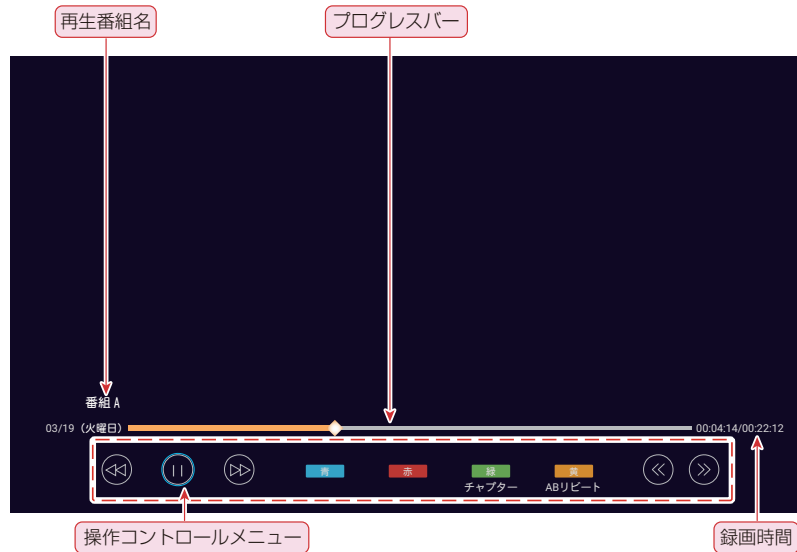 再生番組名
プログレスバー
番組 A
03/19（火曜日）
00:04:14/00:22:12
青
赤
緑
黄
チャプター
ABリピート
操作コントロールメニュー
録画時間